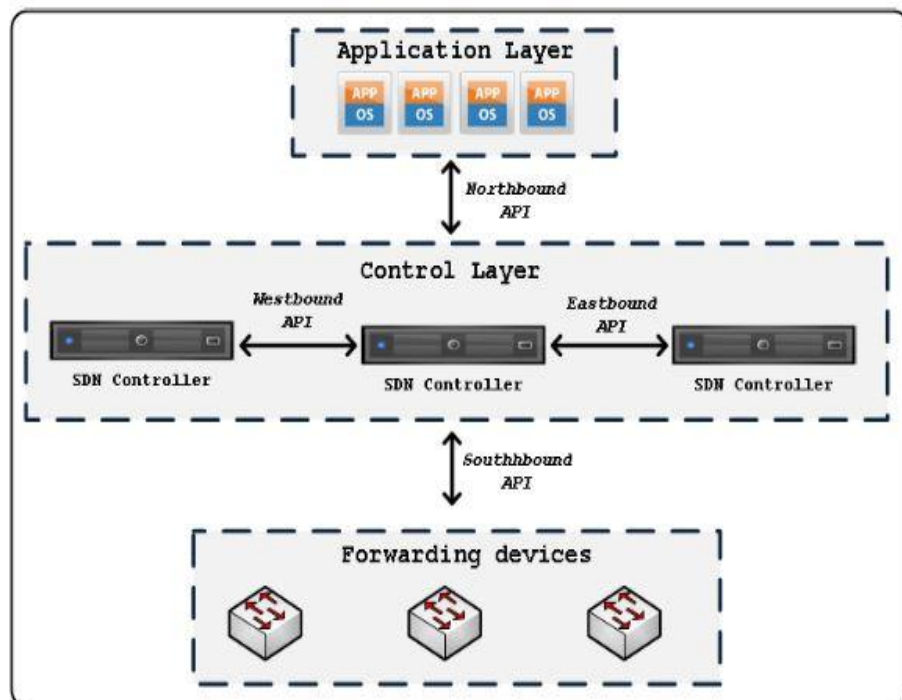 Application Layer
APP APP APP APP
OS OS OS OS
Northbound
API
Control Layer
Westbound
API
Eastbound
API
SDN Controller
SDN Controller
SDN Controller
Southhbound
API
Forwarding devices